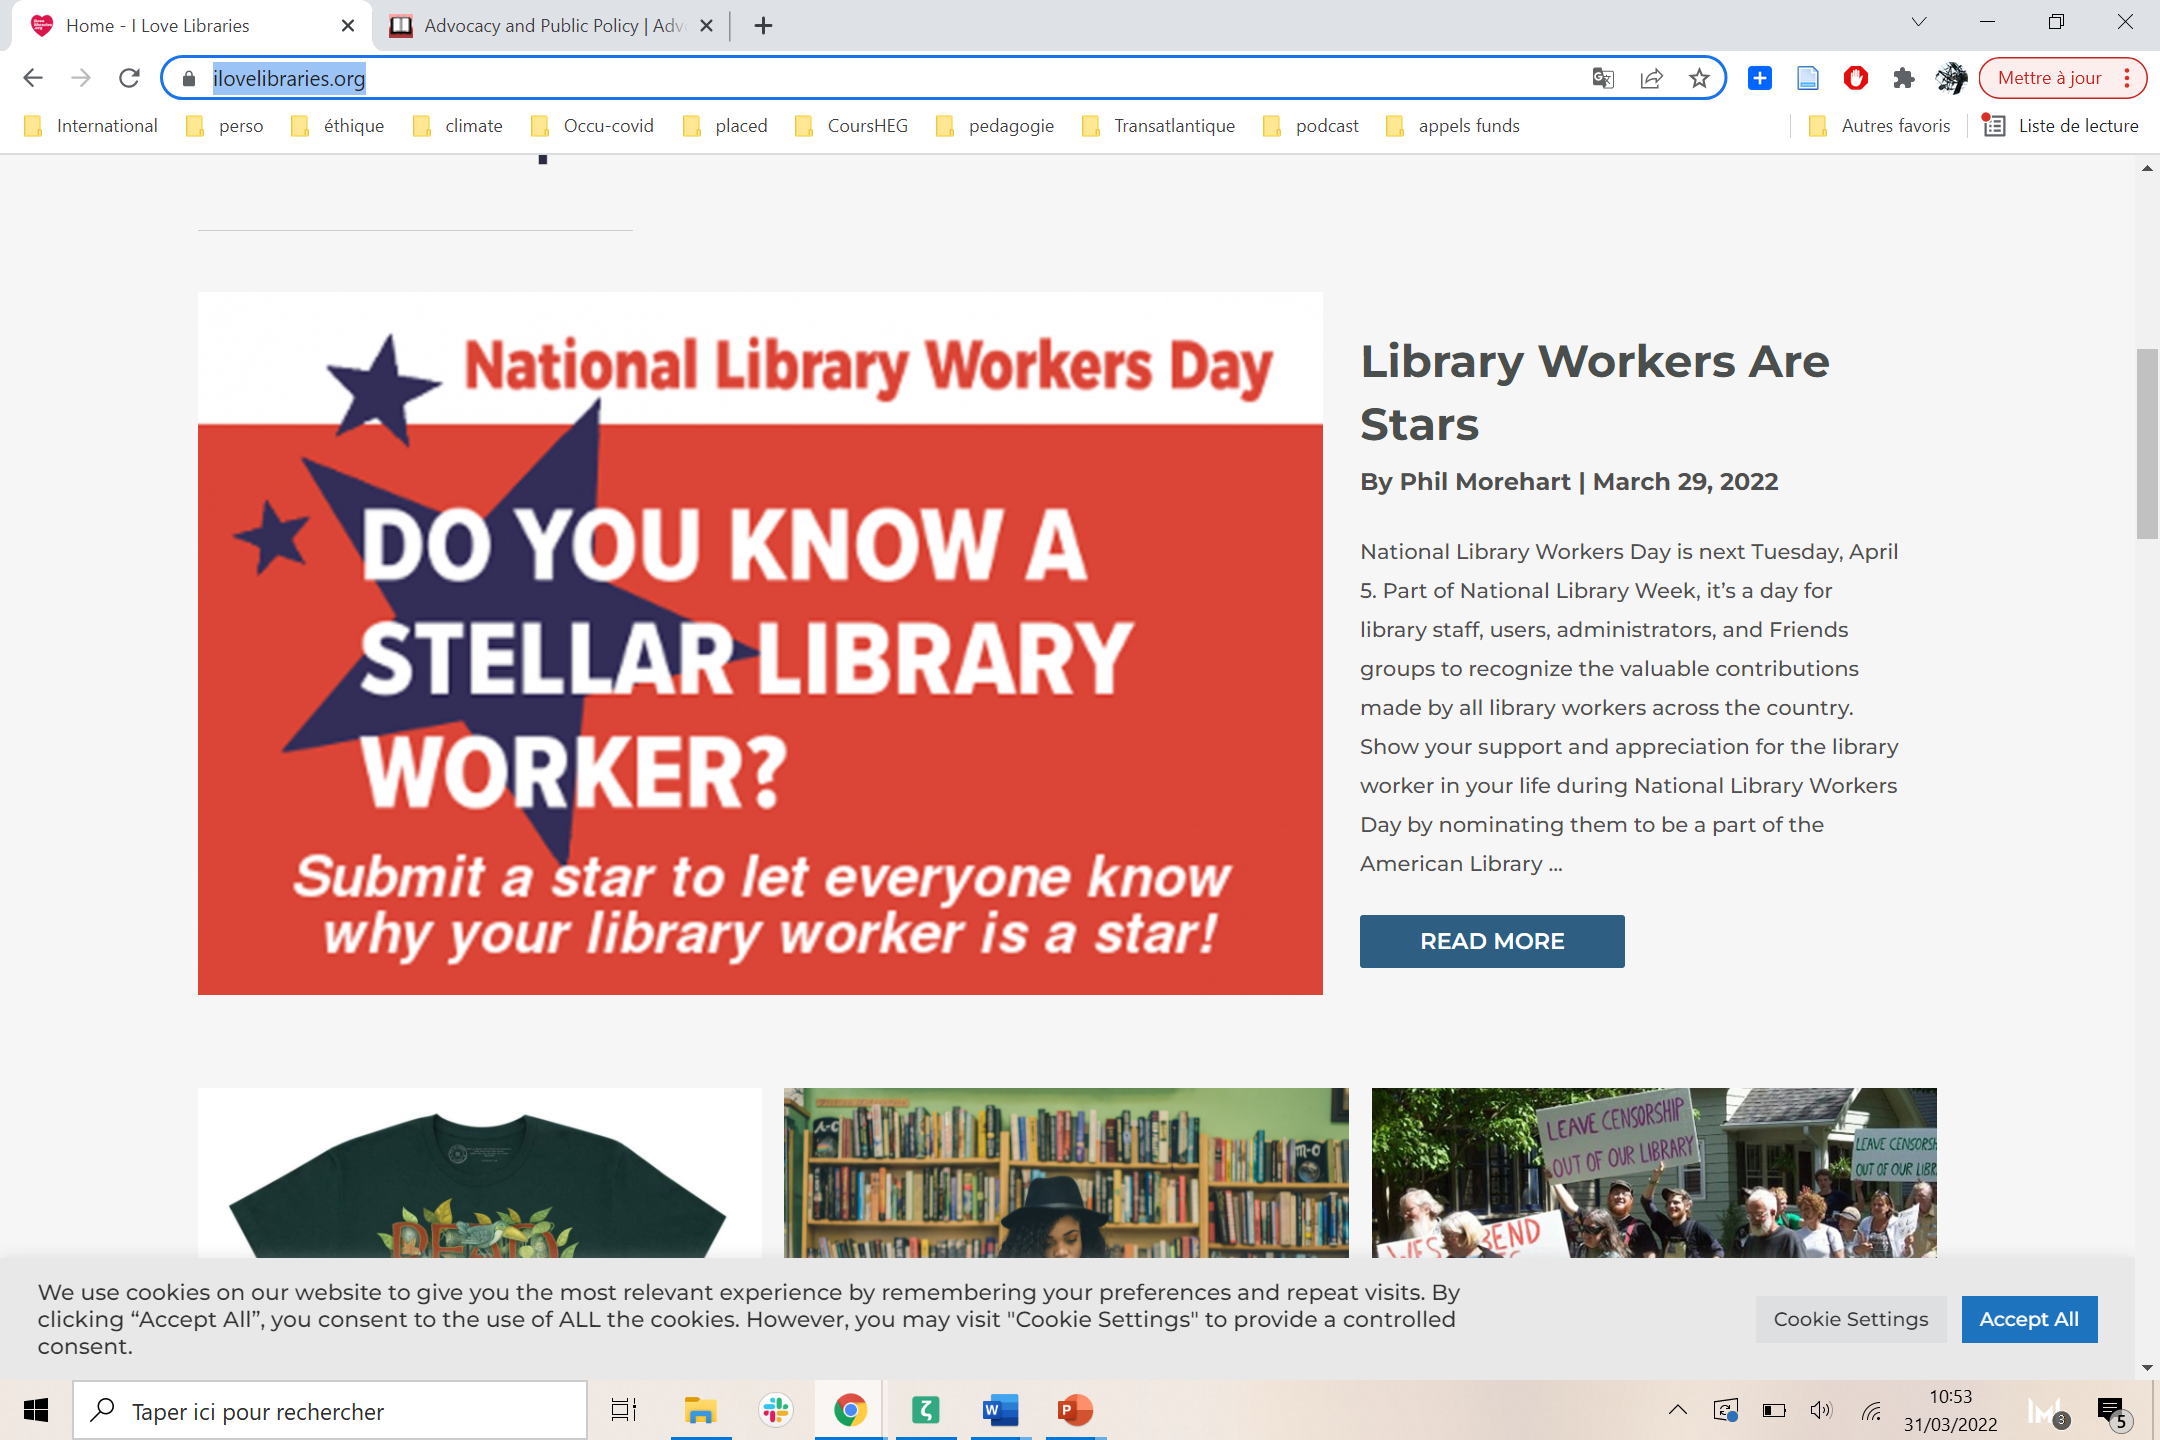 Home - I Love Libraries
Advocacy and Public Policy | Adv
ilovelibraries.org
Mettre à jour
International perso éthique climate Occu-covid placed CoursHEG pedagogie Transatlantique podcast appels funds Autres favoris Liste de lecture
National Library Workers Day
DO YOU KNOW A
STELLAR LIBRARY
WORKER?
Submit a star to let everyone know
why your library worker is a star!
Library Workers Are
Stars
By Phil Morehart | March 29, 2022
National Library Workers Day is next Tuesday, April
5. Part of National Library Week, it’s a day for
library staff, users, administrators, and Friends
groups to recognize the valuable contributions
made by all library workers across the country.
Show your support and appreciation for the library
worker in your life during National Library Workers
Day by nominating them to be a part of the
American Library ...
READ MORE
READ
A-C
m-o
LEAVE CENSORSHIP
OUT OF OUR LIBRARY
LEAVE CENSORSH
OUT OF OUR LIBR
WES BEND
We use cookies on our website to give you the most relevant experience by remembering your preferences and repeat visits. By
clicking “Accept All”, you consent to the use of ALL the cookies. However, you may visit "Cookie Settings" to provide a controlled
consent.
Cookie Settings
Accept All
Taper ici pour rechercher
10:53
31/03/2022
3
5